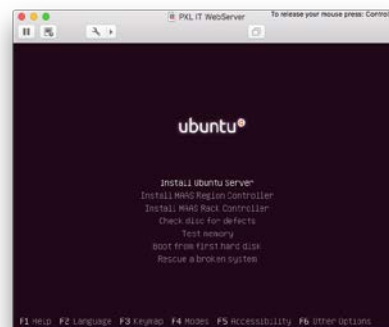 PXL IT WebServer
To release your mouse press: Control
ubuntu
Install Ubuntu Server
Install MAAS Region Controller
Install MAAS Rack Controller
Check disc for defects
Test memory
Boot from first hard disk
Rescue a broken system
F1 Help F2 Language F3 Keymap F4 Modes F5 Accessibility F6 Other Options